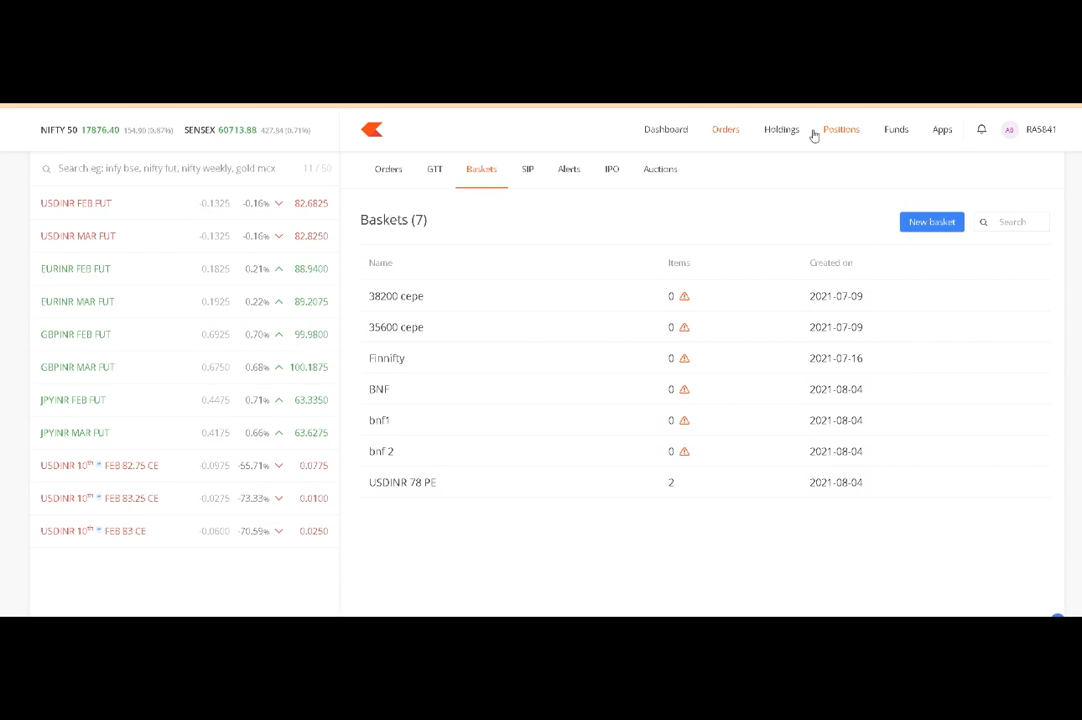 NIFTY 50 17876.40 154.90 (0.87%) SENSEX 60713.88 427.84 (0.71%)
Dashboard Orders Holdings Positions Funds Apps AB RA5841
Search eg: infy bse, nifty fut, nifty weekly, gold mcx 11 / 50
Orders GTT Baskets SIP Alerts IPO Auctions
USDINR FEB FUT -0.1325 -0.16% 82.6825
USDINR MAR FUT -0.1325 -0.16% 82.8250
EURINR FEB FUT 0.1825 0.21% 88.9400
EURINR MAR FUT 0.1925 0.22% 89.2075
GBPINR FEB FUT 0.6925 0.70% 99.9800
GBPINR MAR FUT 0.6750 0.68% 100.1875
JPYINR FEB FUT 0.4475 0.71% 63.3350
JPYINR MAR FUT 0.4175 0.66% 63.6275
USDINR 10th w FEB 82.75 CE -0.0975 -55.71% 0.0775
USDINR 10th w FEB 83.25 CE -0.0275 -73.33% 0.0100
USDINR 10th w FEB 83 CE -0.0600 -70.59% 0.0250
Baskets (7) New basket Search
Name Items Created on
38200 cepe 0 2021-07-09
35600 cepe 0 2021-07-09
Finnifty 0 2021-07-16
BNF 0 2021-08-04
bnf1 0 2021-08-04
bnf 2 0 2021-08-04
USDINR 78 PE 2 2021-08-04